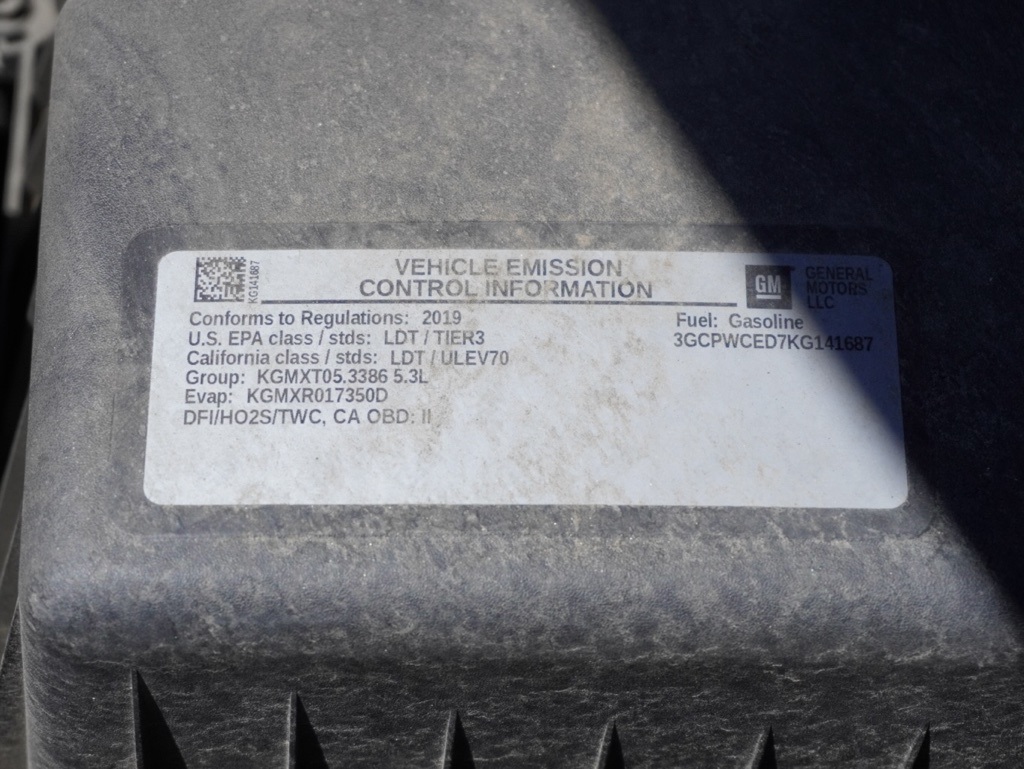 KG141687
VEHICLE EMISSION
CONTROL INFORMATION
GM
GENERAL
MOTORS
LLC
Conforms to Regulations: 2019
U.S. EPA class / stds: LDT / TIER3
California class / stds: LDT / ULEV70
Group: KGMXT05.3386 5.3L
Evap: KGMXR017350D
DFI/HO2S/TWC, CA OBD: II
Fuel: Gasoline
3GCPWCED7KG141687